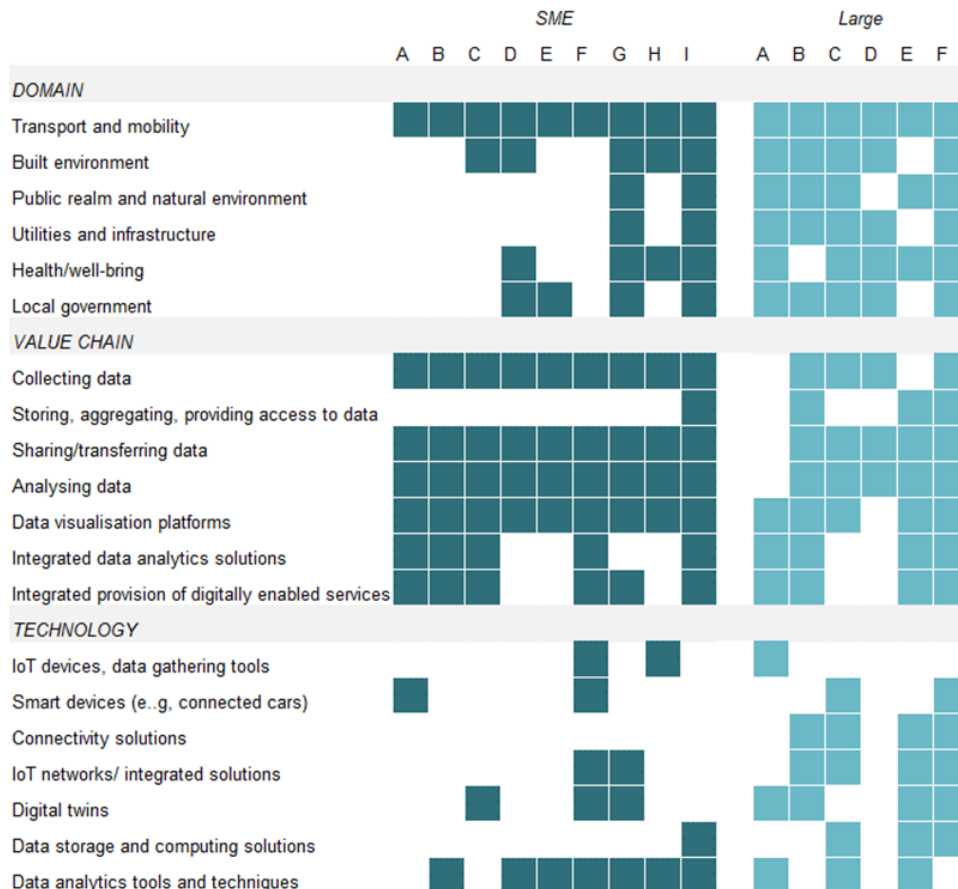 SME Large
A B C D E F G H I A B C D E F
DOMAIN
Transport and mobility
Built environment
Public realm and natural environment
Utilities and infrastructure
Health/well-bring
Local government
VALUE CHAIN
Collecting data
Storing, aggregating, providing access to data
Sharing/transferring data
Analysing data
Data visualisation platforms
Integrated data analytics solutions
Integrated provision of digitally enabled services
TECHNOLOGY
IoT devices, data gathering tools
Smart devices (e..g, connected cars)
Connectivity solutions
IoT networks/ integrated solutions
Digital twins
Data storage and computing solutions
Data analytics tools and techniques